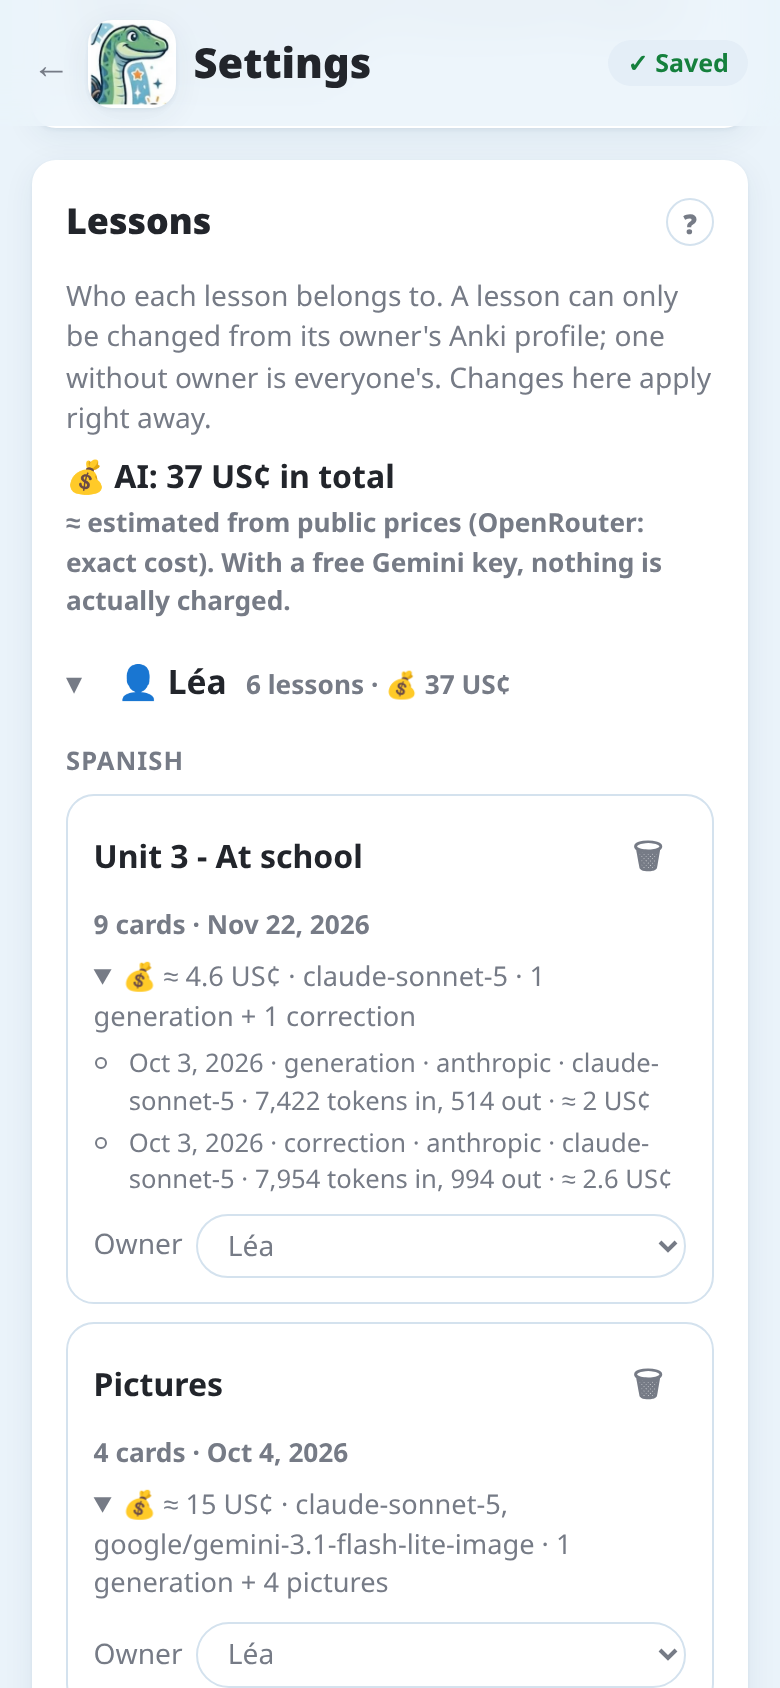 ← Settings ✓ Saved
Lessons ?
Who each lesson belongs to. A lesson can only
be changed from its owner's Anki profile; one
without owner is everyone's. Changes here apply
right away.
💰 AI: 37 US¢ in total
≈ estimated from public prices (OpenRouter:
exact cost). With a free Gemini key, nothing is
actually charged.
▼ 👤 Léa 6 lessons · 💰 37 US¢
SPANISH
Unit 3 - At school
9 cards · Nov 22, 2026
▼ 💰 ≈ 4.6 US¢ · claude-sonnet-5 · 1
generation + 1 correction
Oct 3, 2026 · generation · anthropic · claude-
sonnet-5 · 7,422 tokens in, 514 out · ≈ 2 US¢
Oct 3, 2026 · correction · anthropic · claude-
sonnet-5 · 7,954 tokens in, 994 out · ≈ 2.6 US¢
Owner Léa
Pictures
4 cards · Oct 4, 2026
▼ 💰 ≈ 15 US¢ · claude-sonnet-5,
google/gemini-3.1-flash-lite-image · 1
generation + 4 pictures
Owner Léa